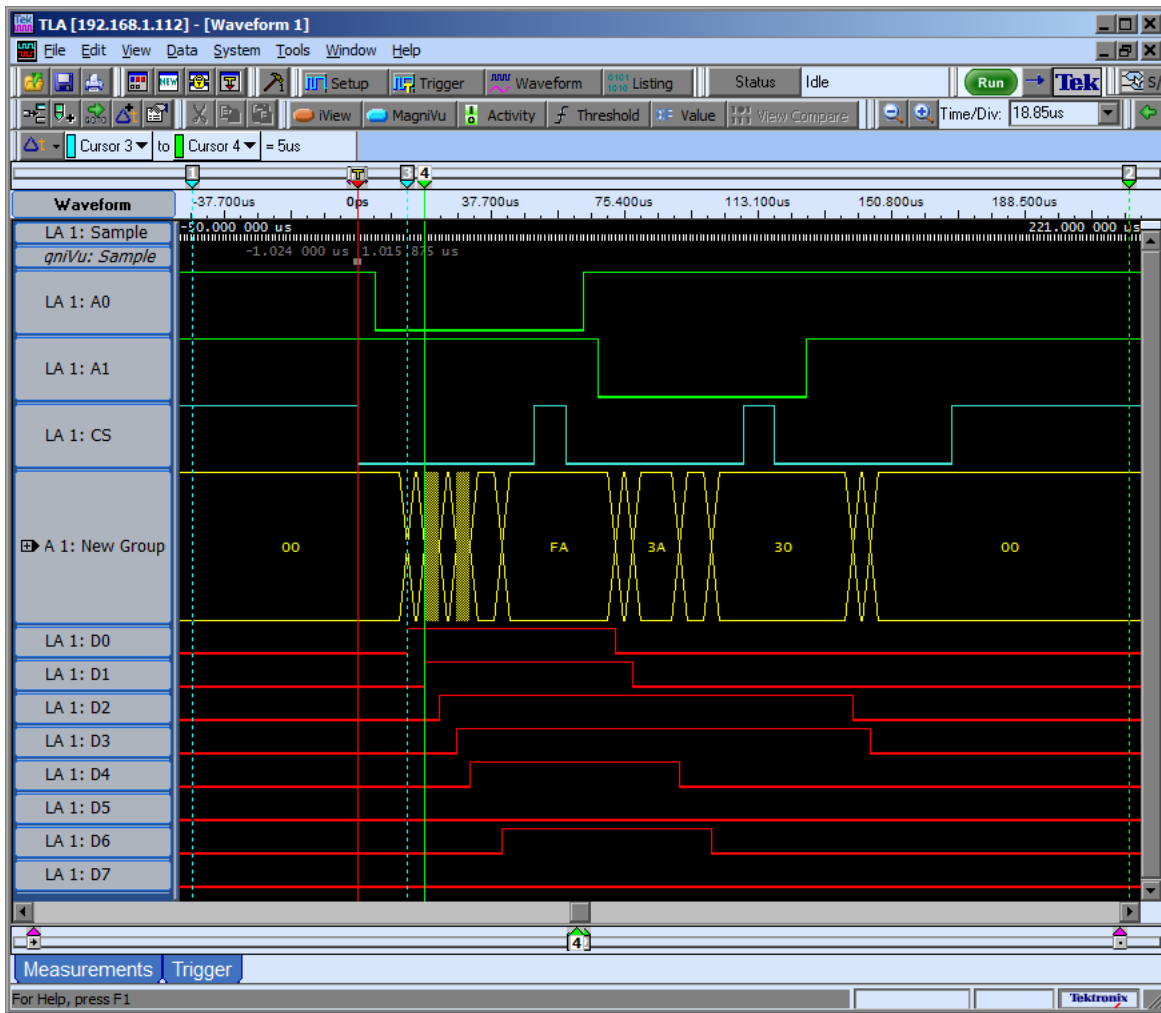 TLA [192.168.1.112] - [Waveform 1]
File Edit View Data System Tools Window Help
NEW Setup Trigger Waveform 0101 1010 Listing Status Idle Run Tek S/
iView MagniVu Activity Threshold Value View Compare Time/Div: 18.85us
Cursor 3 to Cursor 4 = 5us
1 T 3 4 2
Waveform -37.700us 0ps 37.700us 75.400us 113.100us 150.800us 188.500us
LA 1: Sample -50.000 000 us 221.000 000 us
gniVu: Sample -1.024 000 us 1.015 875 us
LA 1: A0
LA 1: A1
LA 1: CS
A 1: New Group 00 FA 3A 30 00
LA 1: D0
LA 1: D1
LA 1: D2
LA 1: D3
LA 1: D4
LA 1: D5
LA 1: D6
LA 1: D7
4
Measurements Trigger
For Help, press F1 Tektronix